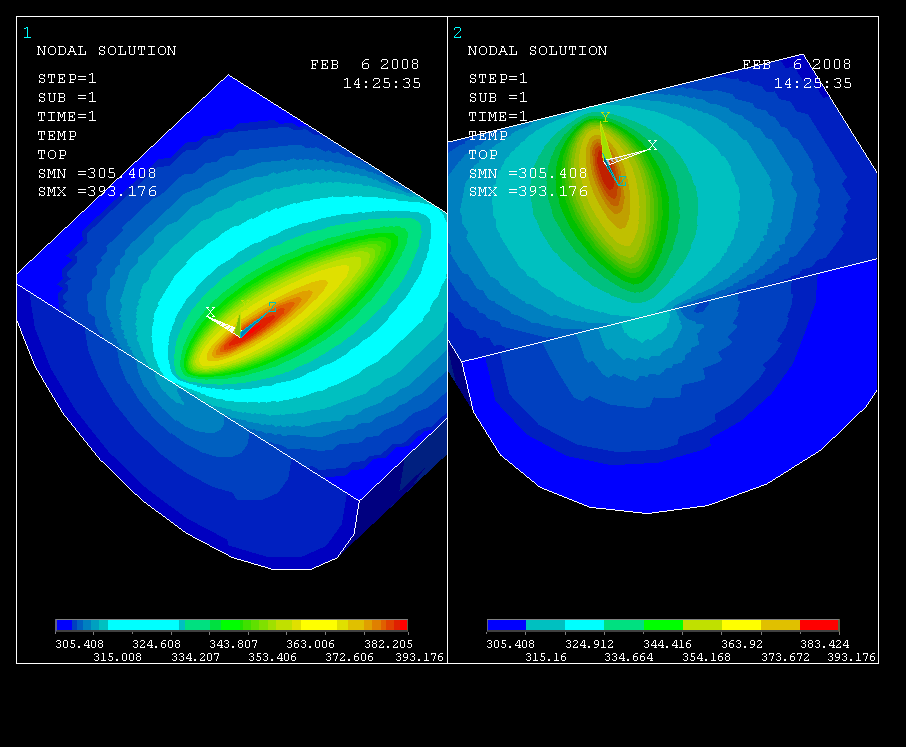 1
NODAL SOLUTION
FEB 6 2008
14:25:35
STEP=1
SUB =1
TIME=1
TEMP
TOP
SMN =305.408
SMX =393.176
X
Z
305.408 324.608 343.807 363.006 382.205
315.008 334.207 353.406 372.606 393.176
2
NODAL SOLUTION
FEB 6 2008
14:25:35
STEP=1
SUB =1
TIME=1
TEMP
TOP
SMN =305.408
SMX =393.176
Y
X
Z
305.408 324.912 344.416 363.92 383.424
315.16 334.664 354.168 373.672 393.176